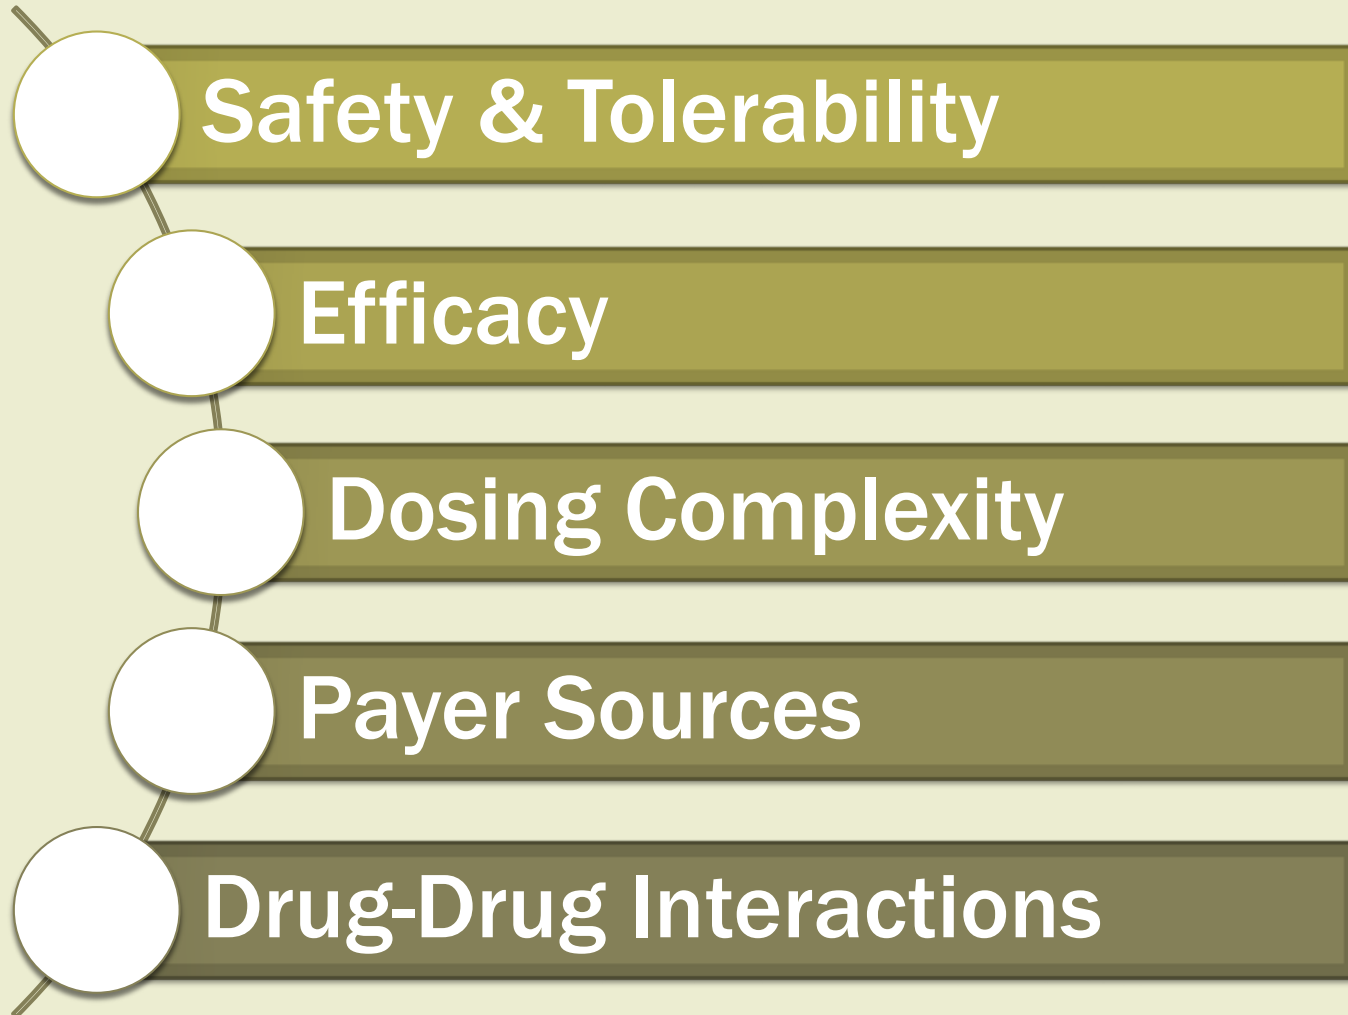 Safety & Tolerability
Efficacy
Dosing Complexity
Payer Sources
Drug-Drug Interactions